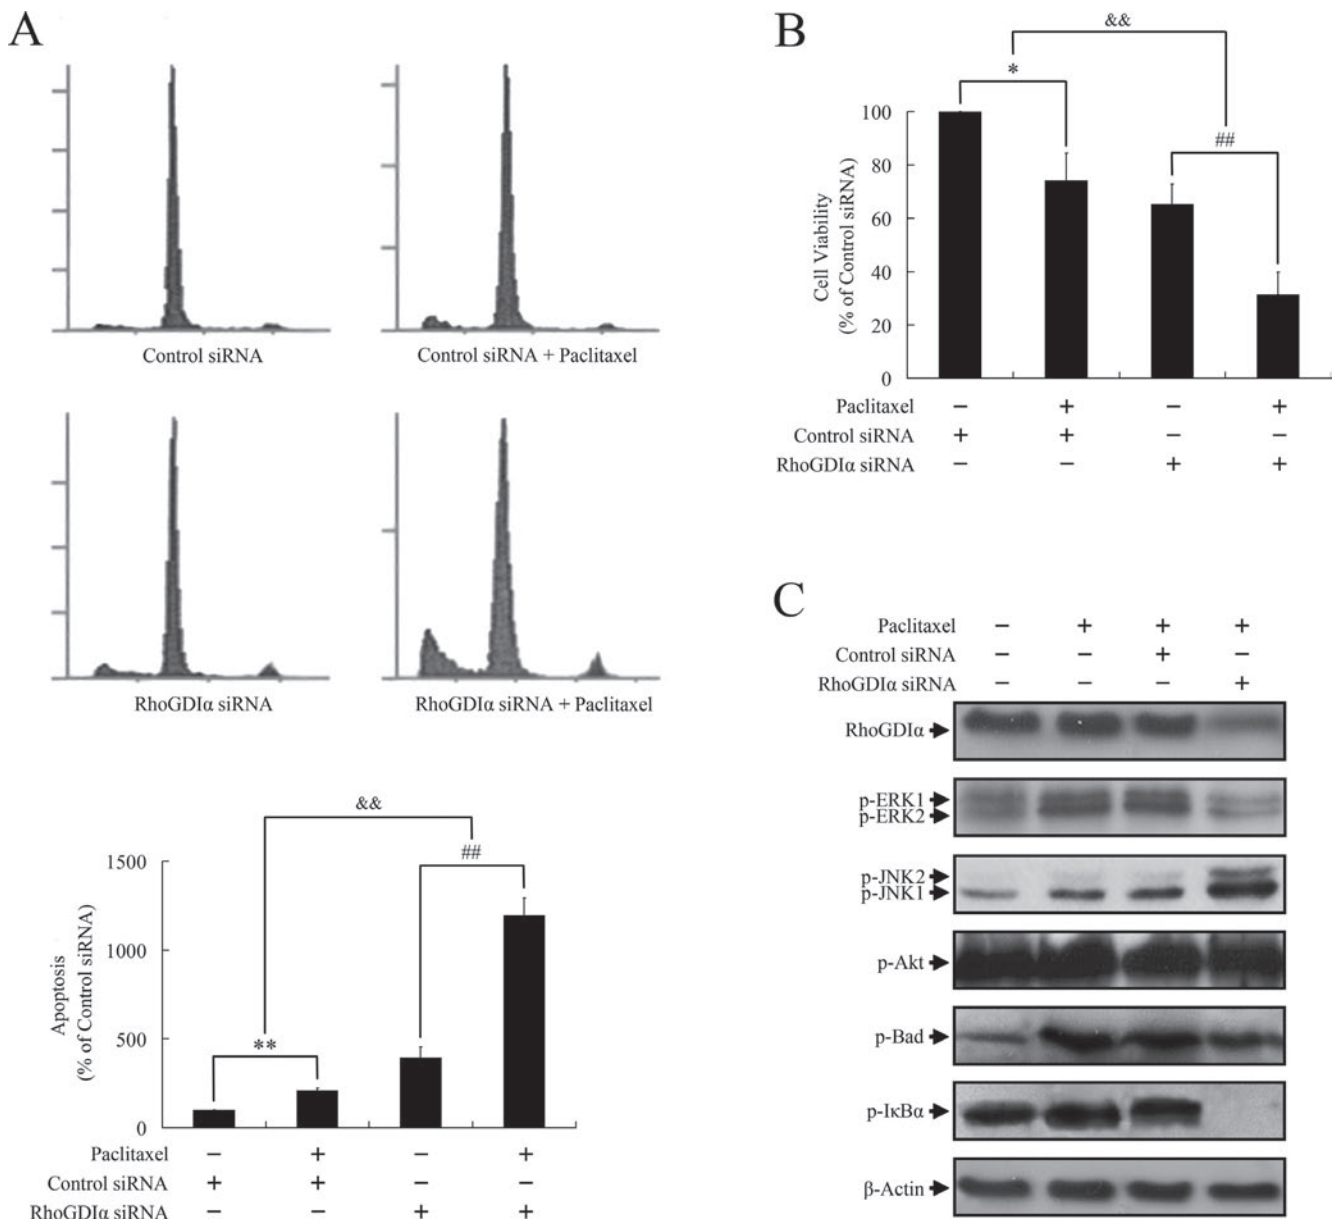 A
Control siRNA
Control siRNA + Paclitaxel
RhoGDIα siRNA
RhoGDIα siRNA + Paclitaxel
&&
##
**
1500
1000
500
0
Apoptosis
(% of Control siRNA)
Paclitaxel − + − +
Control siRNA + + − −
RhoGDIα siRNA − − + +
B
&&
*
##
100
80
60
40
20
0
Cell Viability
(% of Control siRNA)
Paclitaxel − + − +
Control siRNA + + − −
RhoGDIα siRNA − − + +
C
Paclitaxel − + + +
Control siRNA − − + −
RhoGDIα siRNA − − − +
RhoGDIα
p-ERK1
p-ERK2
p-JNK2
p-JNK1
p-Akt
p-Bad
p-IκBα
β-Actin